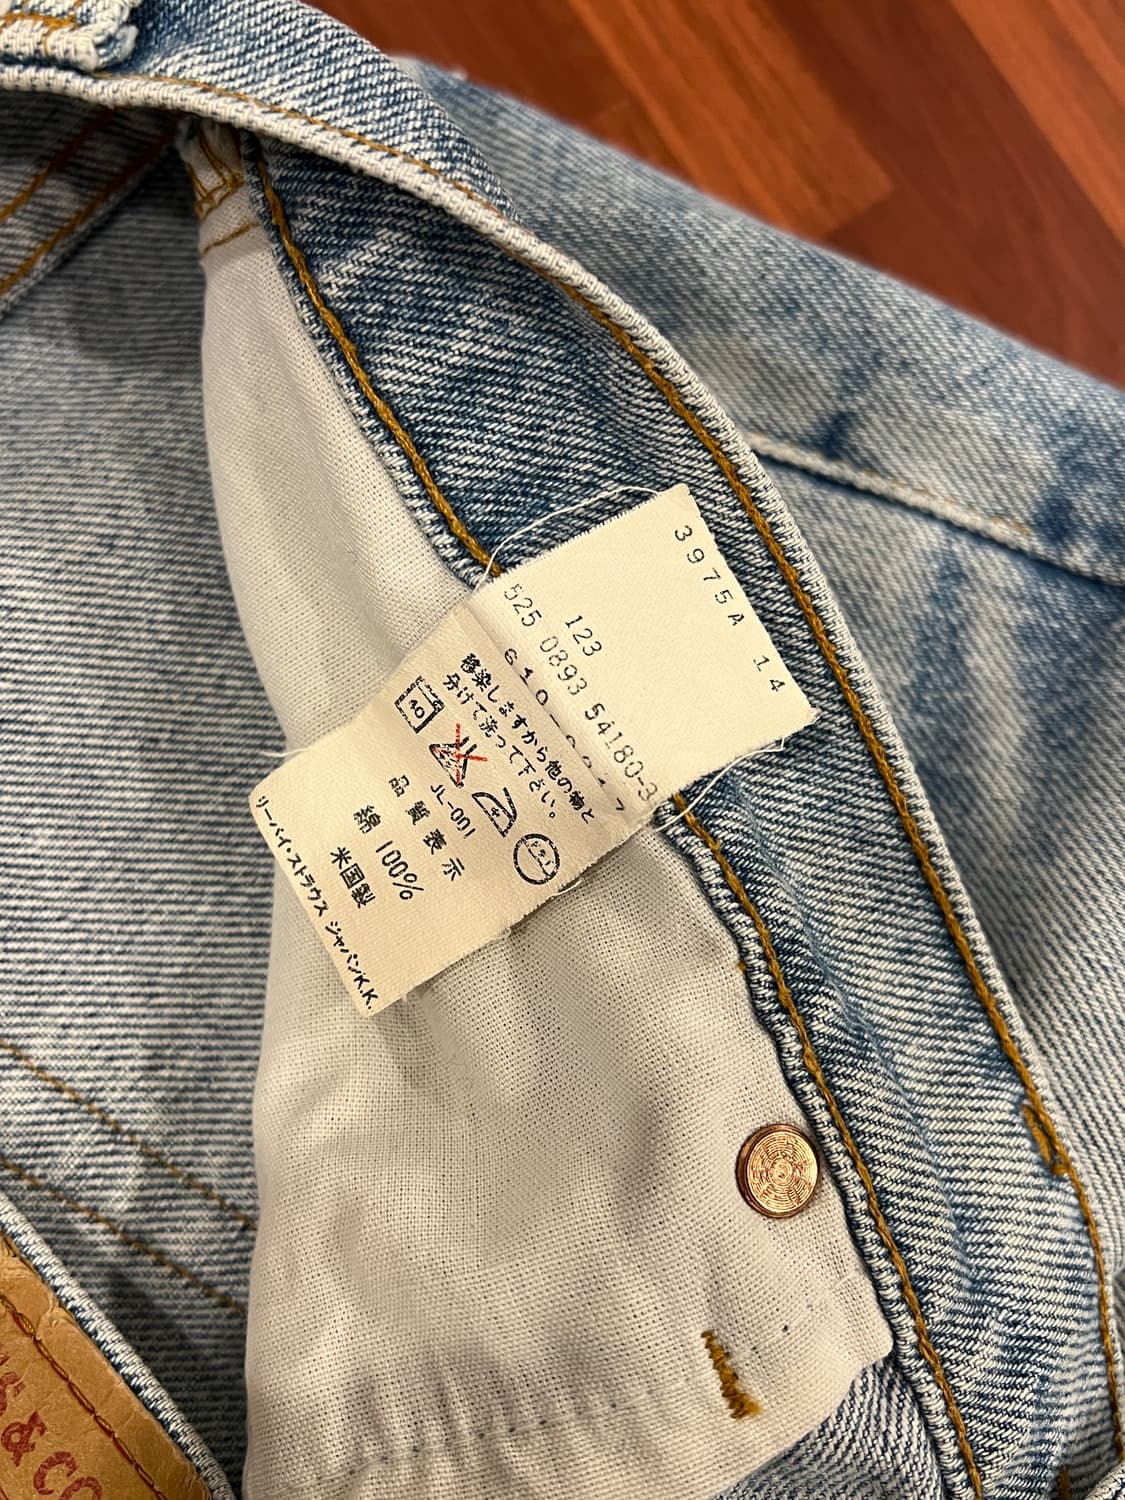 3975A 14
123
525 0893 54180-3
移染しますから他の物と
分けて洗って下さい。
40
JL-001
品質表示
綿 100%
米国製
リーバイ・ストラウス ジャパンK.K.
& CO